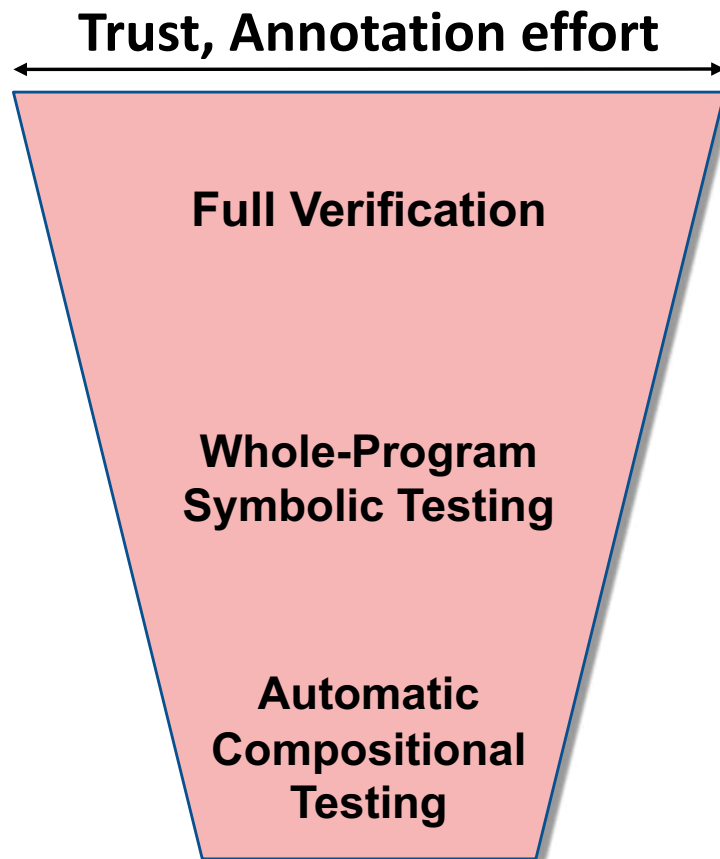 Trust, Annotation effort
Full Verification
Whole-Program
Symbolic Testing
Automatic
Compositional
Testing